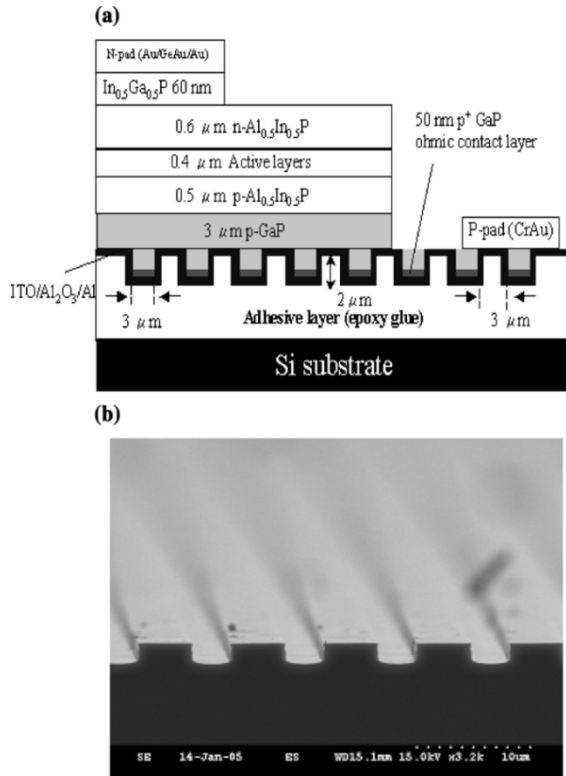 (a)
N-pad (Au/GeAu/Au)
In₀.₅Ga₀.₅P 60 nm
0.6 μm n-Al₀.₅In₀.₅P
50 nm p⁺ GaP
ohmic contact layer
0.4 μm Active layers
0.5 μm p-Al₀.₅In₀.₅P
3 μm p-GaP
P-pad (CrAu)
ITO/Al₂O₃/Al
2 μm
3 μm
3 μm
Adhesive layer (epoxy glue)
Si substrate
(b)
SE 14-Jan-05 ES WD15.1mm 15.0kV x3.2k 10um